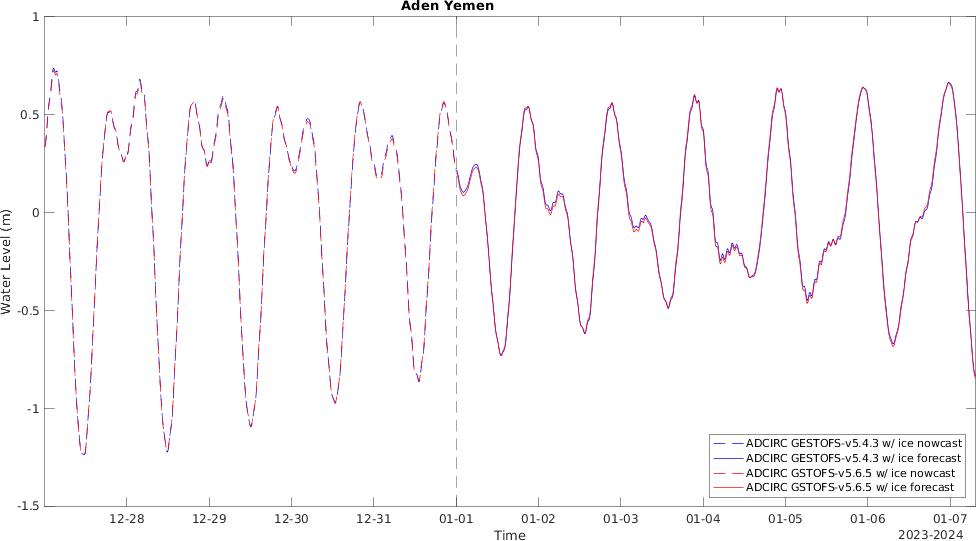 Aden Yemen
1
0.5
0
-0.5
-1
-1.5
Water Level (m)
12-28
12-29
12-30
12-31
01-01
01-02
01-03
01-04
01-05
01-06
01-07
Time
2023-2024
ADCIRC GESTOFS-v5.4.3 w/ ice nowcast
ADCIRC GESTOFS-v5.4.3 w/ ice forecast
ADCIRC GSTOFS-v5.6.5 w/ ice nowcast
ADCIRC GSTOFS-v5.6.5 w/ ice forecast